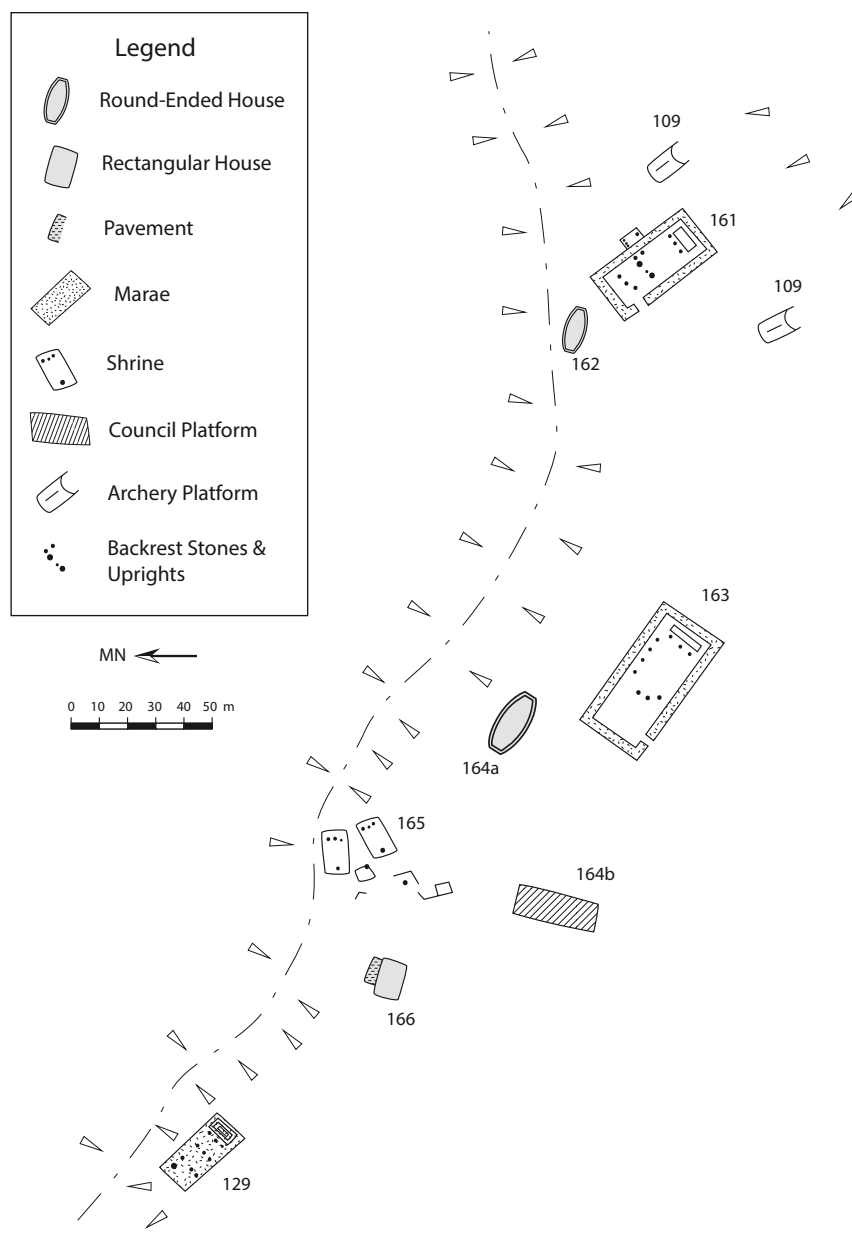 Legend
Round-Ended House
Rectangular House
Pavement
Marae
Shrine
Council Platform
Archery Platform
Backrest Stones &
Uprights
MN
0 10 20 30 40 50 m
109
161
109
162
163
164a
165
164b
166
129